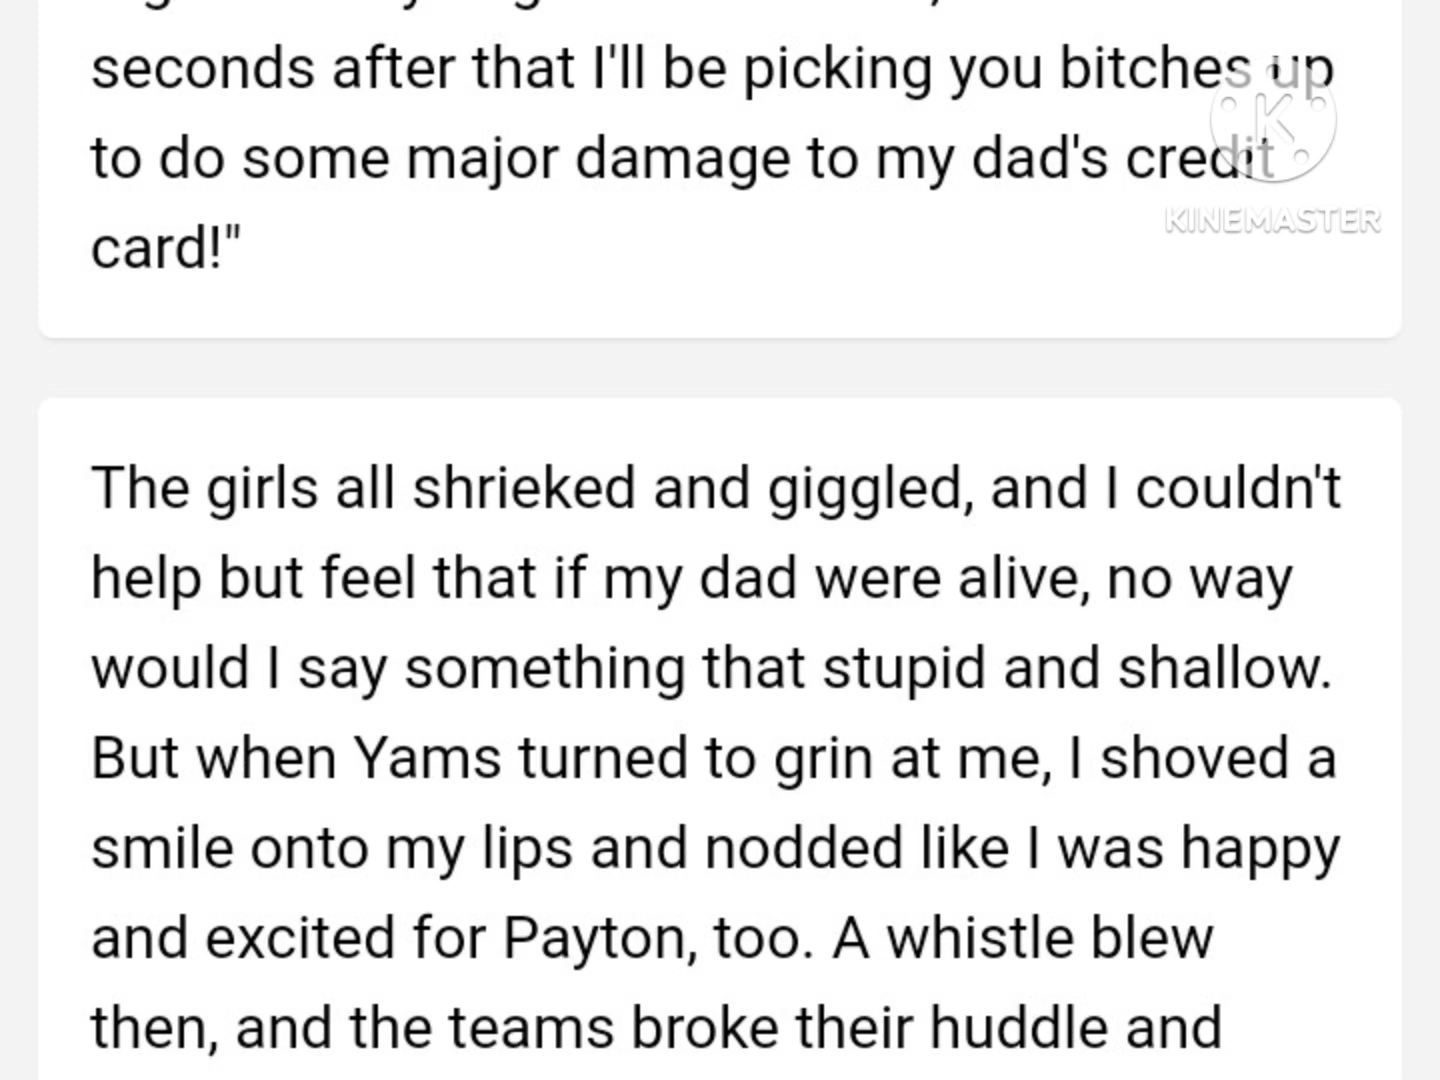 seconds after that I'll be picking you bitches up
to do some major damage to my dad's credit
card!"
KINEMASTER
The girls all shrieked and giggled, and I couldn't
help but feel that if my dad were alive, no way
would I say something that stupid and shallow.
But when Yams turned to grin at me, I shoved a
smile onto my lips and nodded like I was happy
and excited for Payton, too. A whistle blew
then, and the teams broke their huddle and